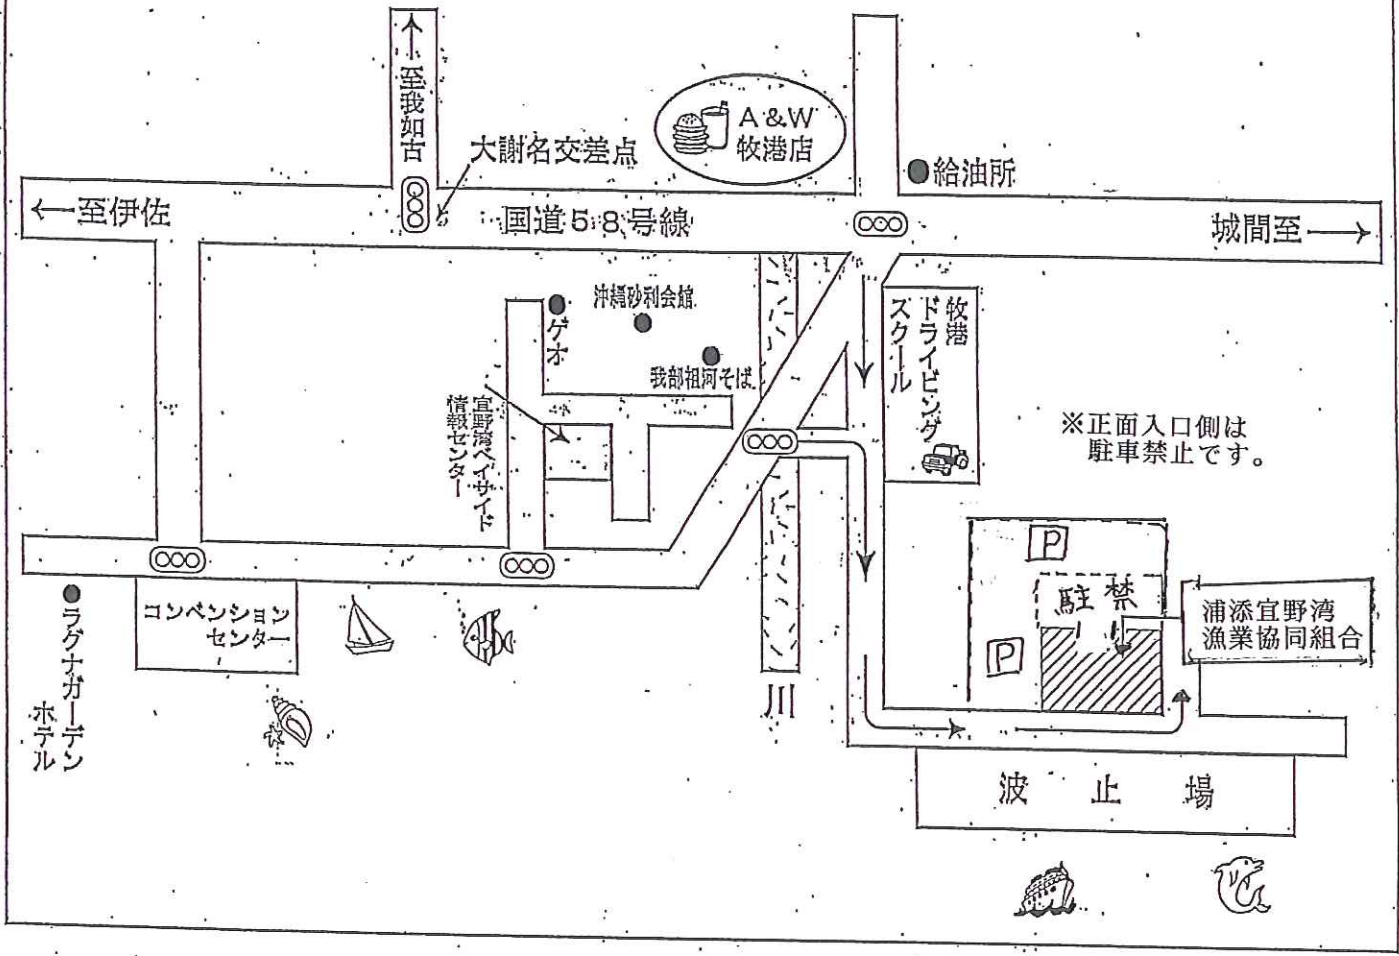 至我如古
大謝名交差点
A＆W
牧港店
給油所
至伊佐
国道58号線
城間至
沖縄砂利会館
ゲオ
我部祖河そば
宜野湾ベイサイド
情報センター
牧港
ドライビング
スクール
※正面入口側は
駐車禁止です。
P
駐禁
P
浦添宜野湾
漁業協同組合
コンベンション
センター
ラグナガーデン
ホテル
川
波止場